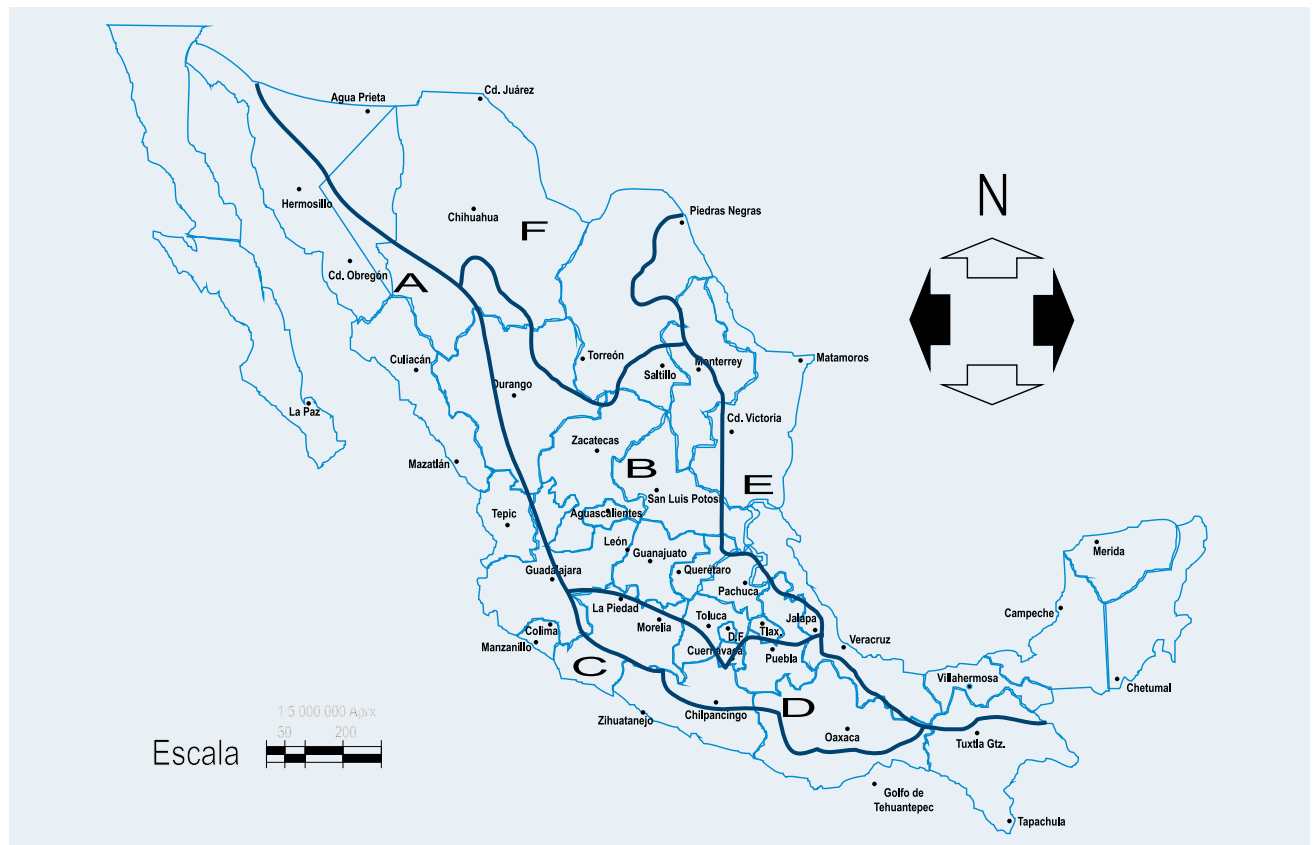 Cd. Juárez
Agua Prieta
N
Hermosillo
Chihuahua
Piedras Negras
F
Cd. Obregón
A
Culiacán
Torreón
Saltillo
Monterrey
Matamoros
Durango
La Paz
Cd. Victoria
Zacatecas
Mazatlán
B
E
San Luis Potosí
Tepic
Aguascalientes
León
Guanajuato
Querétaro
Guadalajara
Pachuca
Merida
La Piedad
Toluca
Jalapa
Campeche
Colima
Morelia
D.F.
Tlax.
Manzanillo
Cuernavaca
Puebla
Veracruz
C
Villahermosa
Chetumal
D
Zihuatanejo
Chilpancingo
Oaxaca
Tuxtla Gtz.
1:5 000 000 Aprx
50 200
Escala
Golfo de
Tehuantepec
Tapachula